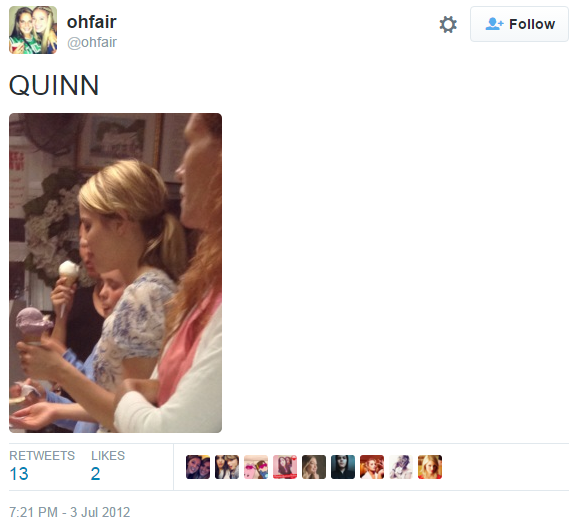 ohfair
@ohfair
Follow
QUINN
RETWEETS
LIKES
13
2
7:21 PM - 3 Jul 2012